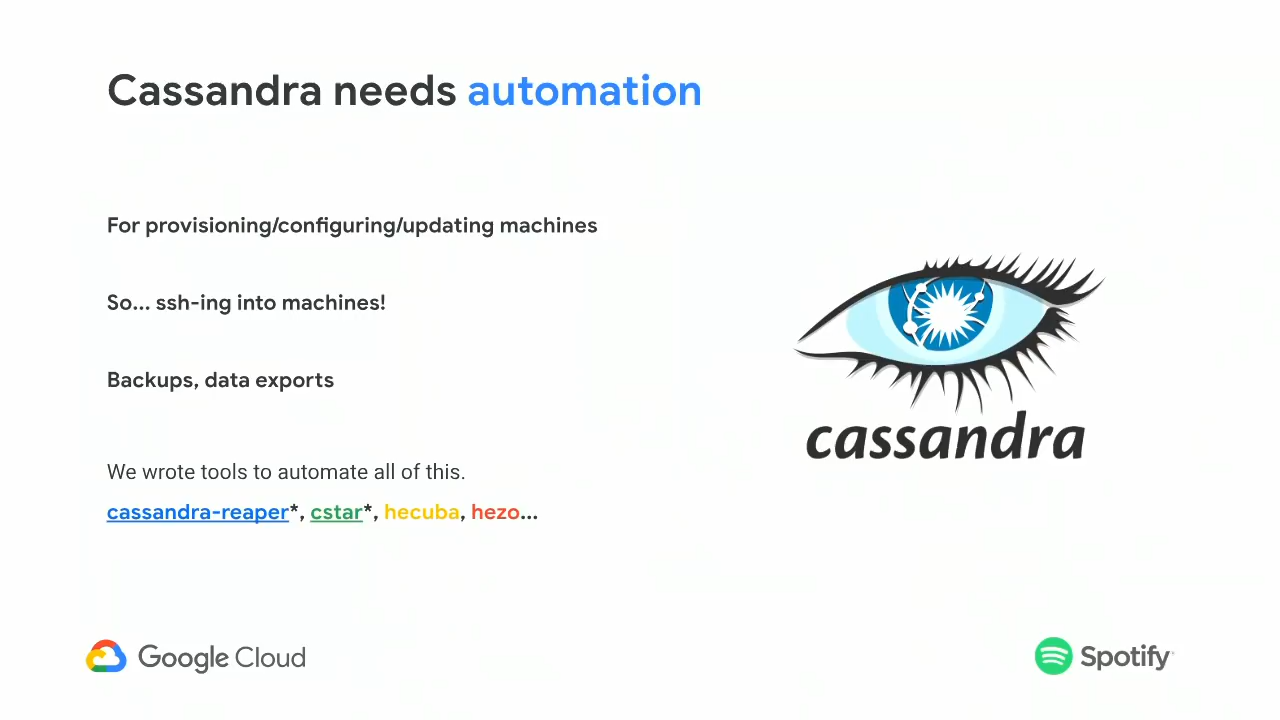 Cassandra needs automation
For provisioning/configuring/updating machines
So... ssh-ing into machines!
Backups, data exports
We wrote tools to automate all of this.
cassandra-reaper*, cstar*, hecuba, hezo...
cassandra
Google Cloud
Spotify